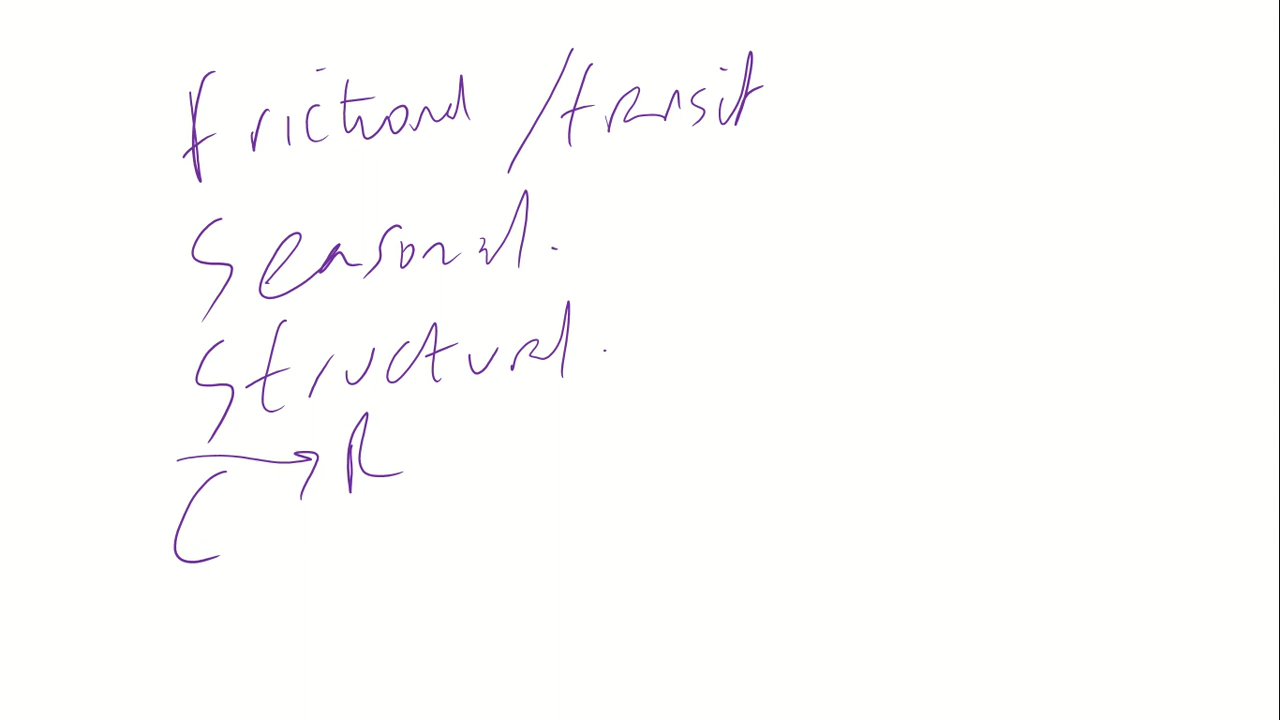 frictional /transit
seasonal.
structural.
→ R
C